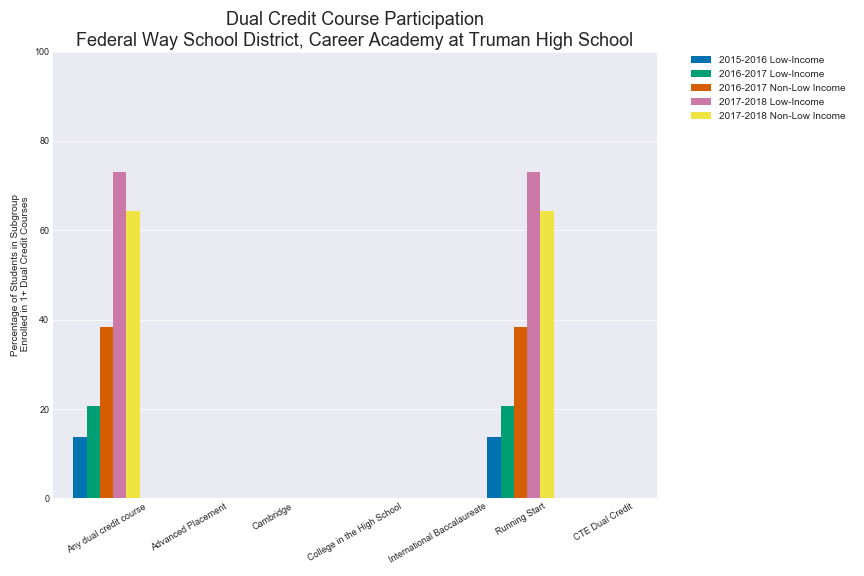 Dual Credit Course Participation
Federal Way School District, Career Academy at Truman High School
2015-2016 Low-Income
2016-2017 Low-Income
2016-2017 Non-Low Income
2017-2018 Low-Income
2017-2018 Non-Low Income
Percentage of Students in Subgroup
Enrolled in 1+ Dual Credit Courses
100
80
60
40
20
0
Any dual credit course
Advanced Placement
Cambridge
College in the High School
International Baccalaureate
Running Start
CTE Dual Credit